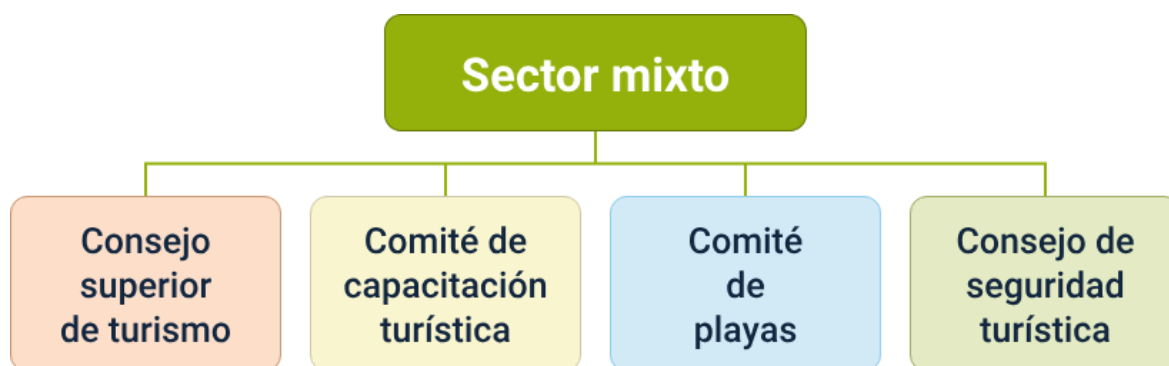 Sector mixto
Consejo
superior
de turismo
Comité de
capacitación
turística
Comité
de
playas
Consejo de
seguridad
turística